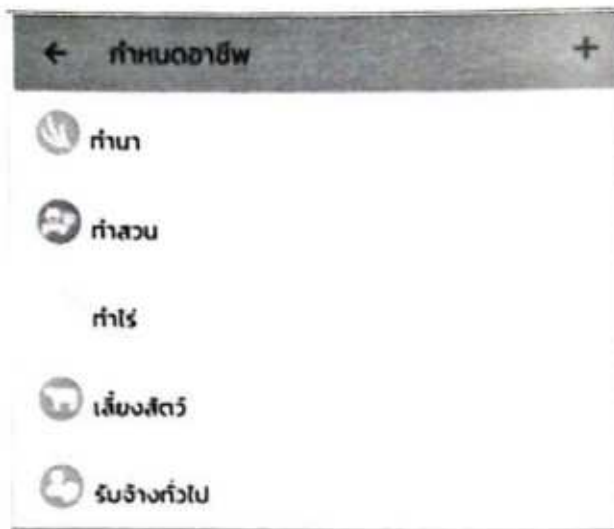 ← กำหนดอาชีพ +
ทำนา
ทำสวน
ทำไร่
เลี้ยงสัตว์
รับจ้างทั่วไป